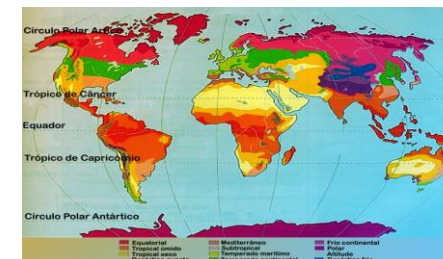 Círculo Polar Ártico
Trópico de Câncer
Equador
Trópico de Capricórnio
Círculo Polar Antártico
Equatorial
Tropical úmido
Tropical seco
Mediterrâneo
Subtropical
Temperado marítimo
Frio continental
Polar
Altitude